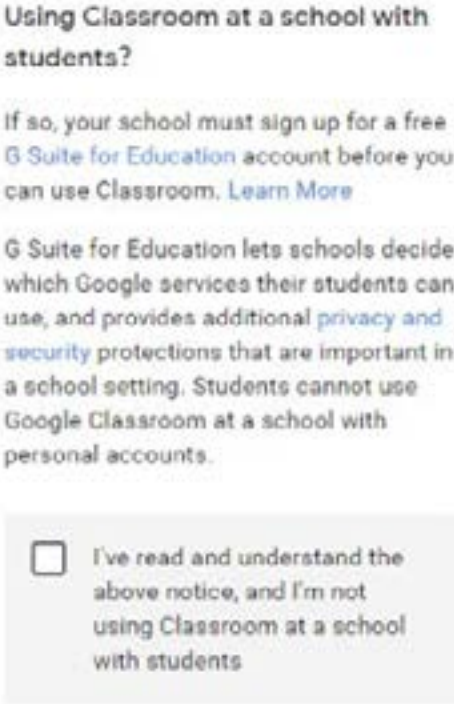 Using Classroom at a school with
students?
If so, your school must sign up for a free
G Suite for Education account before you
can use Classroom. Learn More
G Suite for Education lets schools decide
which Google services their students can
use, and provides additional privacy and
security protections that are important in
a school setting. Students cannot use
Google Classroom at a school with
personal accounts.
I've read and understand the
above notice, and I'm not
using Classroom at a school
with students